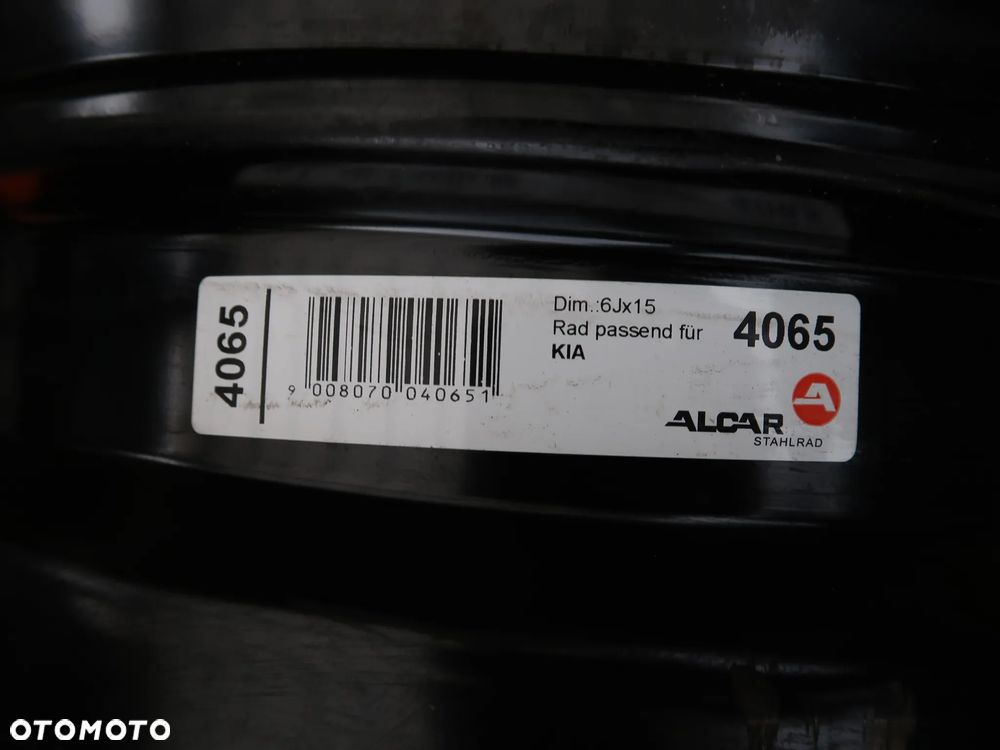 4065
9 008070 040651
Dim.:6Jx15
Rad passend für
KIA
4065
ALCAR
STAHLRAD
OTOMOTO